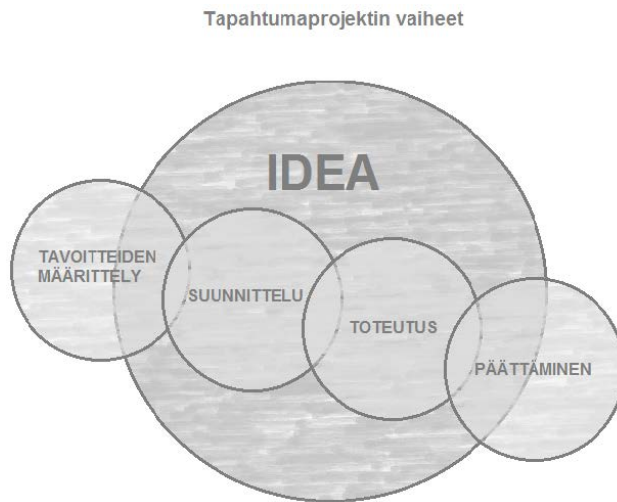 Tapahtumaprojektin vaiheet
IDEA
TAVOITTEIDEN
MÄÄRITTELY
SUUNNITTELU
TOTEUTUS
PÄÄTTÄMINEN